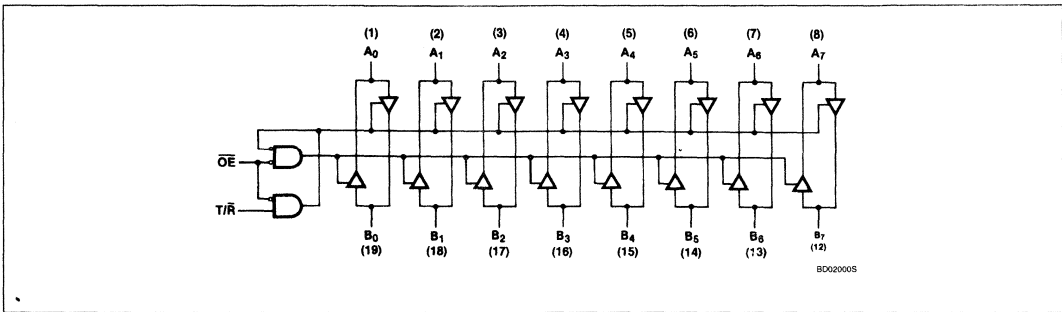 (1) (2) (3) (4) (5) (6) (7) (8)
A₀ A₁ A₂ A₃ A₄ A₅ A₆ A₇
O̅E̅
T/R̅
B₀ B₁ B₂ B₃ B₄ B₅ B₆ B₇
(19) (18) (17) (16) (15) (14) (13) (12)
BD02000S